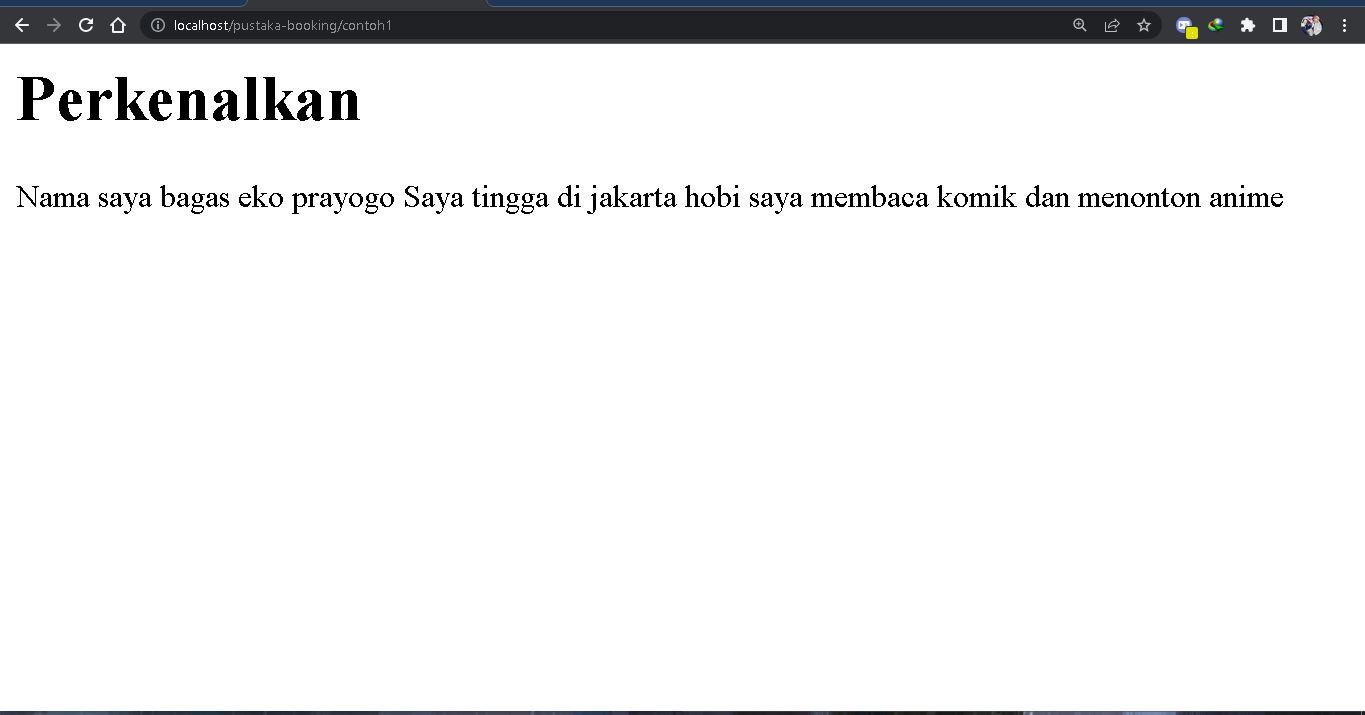 localhost/pustaka-booking/contoh1
Perkenalkan
Nama saya bagas eko prayogo Saya tingga di jakarta hobi saya membaca komik dan menonton anime